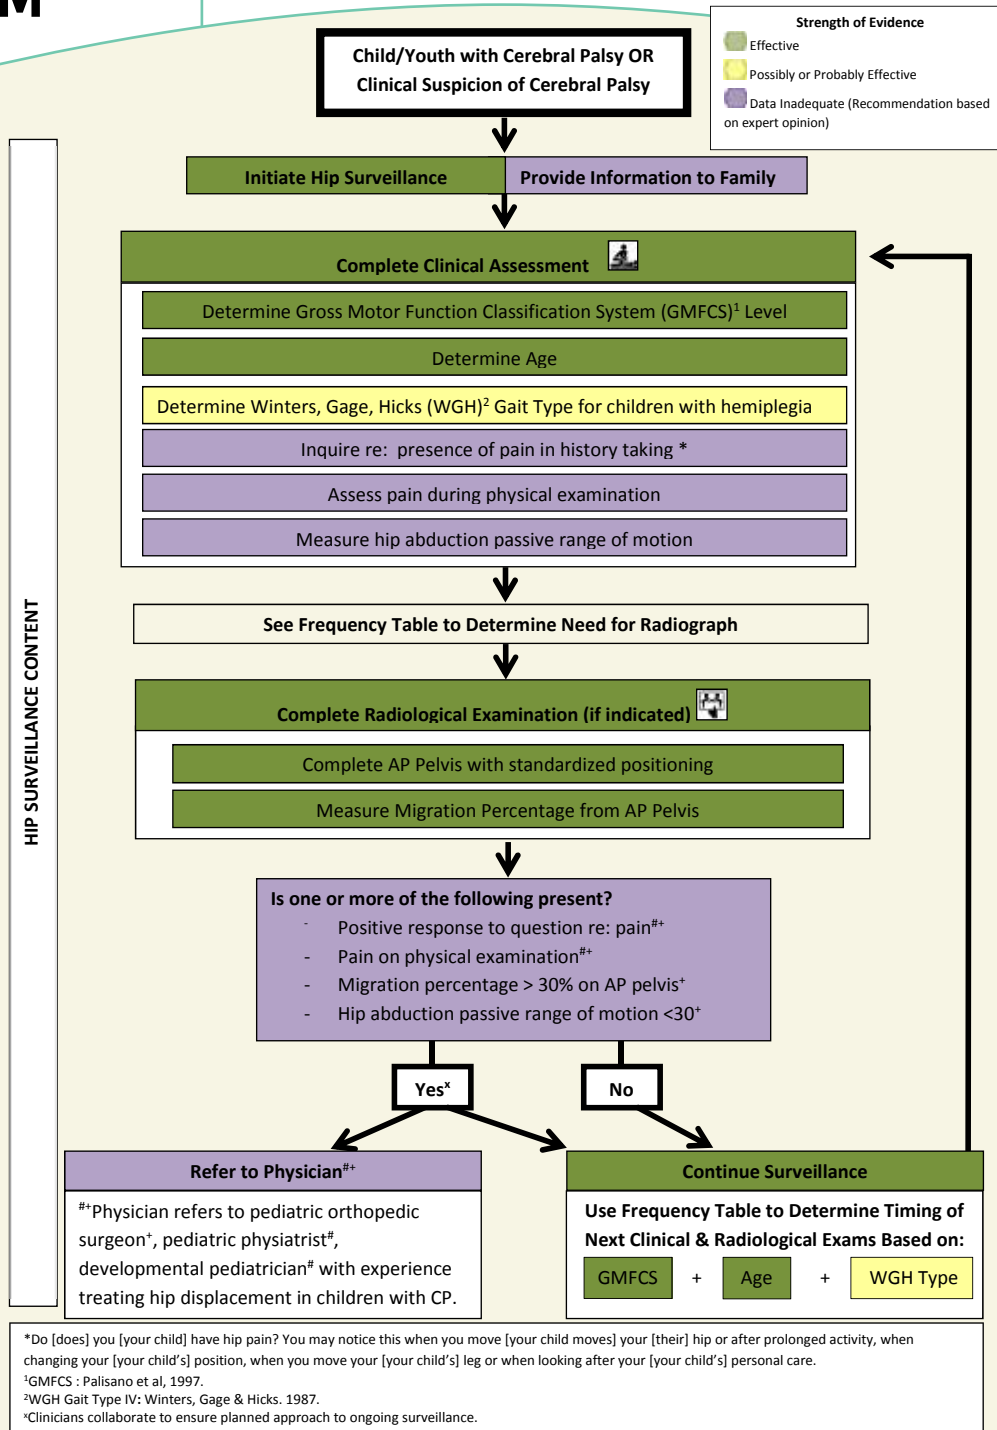 M
Strength of Evidence
Effective
Possibly or Probably Effective
Data Inadequate (Recommendation based
on expert opinion)
Child/Youth with Cerebral Palsy OR
Clinical Suspicion of Cerebral Palsy
Initiate Hip Surveillance
Provide Information to Family
HIP SURVEILLANCE CONTENT
Complete Clinical Assessment
Determine Gross Motor Function Classification System (GMFCS)¹ Level
Determine Age
Determine Winters, Gage, Hicks (WGH)² Gait Type for children with hemiplegia
Inquire re: presence of pain in history taking *
Assess pain during physical examination
Measure hip abduction passive range of motion
See Frequency Table to Determine Need for Radiograph
Complete Radiological Examination (if indicated)
Complete AP Pelvis with standardized positioning
Measure Migration Percentage from AP Pelvis
Is one or more of the following present?
- Positive response to question re: pain#+
- Pain on physical examination#+
- Migration percentage > 30% on AP pelvis+
- Hip abduction passive range of motion <30+
Yesˣ
No
Refer to Physician#+
#+Physician refers to pediatric orthopedic
surgeon+, pediatric physiatrist#,
developmental pediatrician# with experience
treating hip displacement in children with CP.
Continue Surveillance
Use Frequency Table to Determine Timing of
Next Clinical & Radiological Exams Based on:
GMFCS + Age + WGH Type
*Do [does] you [your child] have hip pain? You may notice this when you move [your child moves] your [their] hip or after prolonged activity, when
changing your [your child's] position, when you move your [your child's] leg or when looking after your [your child's] personal care.
¹GMFCS : Palisano et al, 1997.
²WGH Gait Type IV: Winters, Gage & Hicks. 1987.
ˣClinicians collaborate to ensure planned approach to ongoing surveillance.